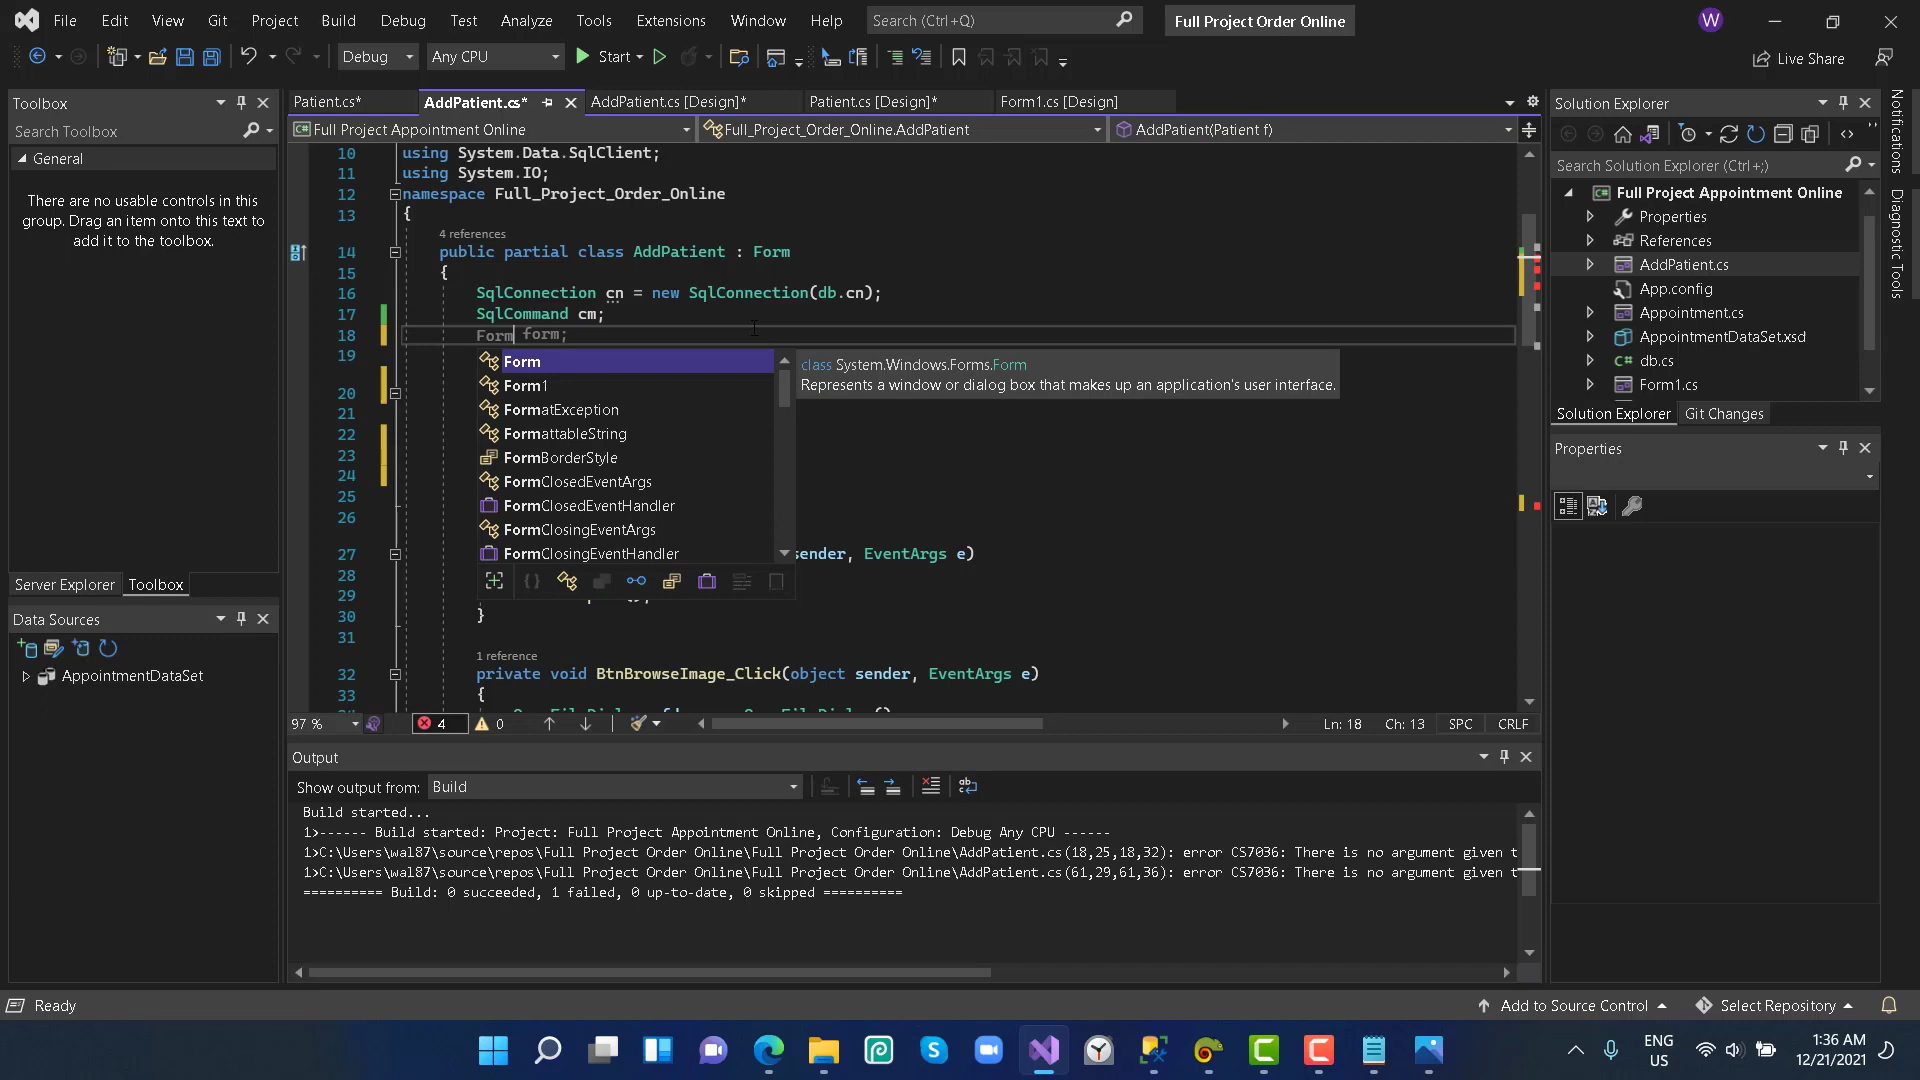 File Edit View Git Project Build Debug Test Analyze Tools Extensions Window Help Search (Ctrl+Q) Full Project Order Online W
Debug Any CPU Start Live Share
Toolbox
Search Toolbox
General
There are no usable controls in this
group. Drag an item onto this text to
add it to the toolbox.
Server Explorer Toolbox
Data Sources
AppointmentDataSet
Patient.cs* AddPatient.cs* AddPatient.cs [Design]* Patient.cs [Design]* Form1.cs [Design]
Full Project Appointment Online Full_Project_Order_Online.AddPatient AddPatient(Patient f)
10 using System.Data.SqlClient;
11 using System.IO;
12 namespace Full_Project_Order_Online
13 {
4 references
14 public partial class AddPatient : Form
15 {
16 SqlConnection cn = new SqlConnection(db.cn);
17 SqlCommand cm;
18 Form form;
19
20
21
22
23
24
25
26
27 sender, EventArgs e)
28
29
30 }
31
1 reference
32 private void BtnBrowseImage_Click(object sender, EventArgs e)
33 {
Form
Form1
FormatException
FormattableString
FormBorderStyle
FormClosedEventArgs
FormClosedEventHandler
FormClosingEventArgs
FormClosingEventHandler
class System.Windows.Forms.Form
Represents a window or dialog box that makes up an application's user interface.
97 % 4 0 Ln: 18 Ch: 13 SPC CRLF
Output
Show output from: Build
Build started...
1>------ Build started: Project: Full Project Appointment Online, Configuration: Debug Any CPU ------
1>C:\Users\wal87\source\repos\Full Project Order Online\Full Project Order Online\AddPatient.cs(18,25,18,32): error CS7036: There is no argument given t
1>C:\Users\wal87\source\repos\Full Project Order Online\Full Project Order Online\AddPatient.cs(61,29,61,36): error CS7036: There is no argument given t
========== Build: 0 succeeded, 1 failed, 0 up-to-date, 0 skipped ==========
Solution Explorer
Search Solution Explorer (Ctrl+;)
Full Project Appointment Online
Properties
References
AddPatient.cs
App.config
Appointment.cs
AppointmentDataSet.xsd
db.cs
Form1.cs
Solution Explorer Git Changes
Properties
Notifications
Diagnostic Tools
Ready Add to Source Control Select Repository
ENG
US
1:36 AM
12/21/2021